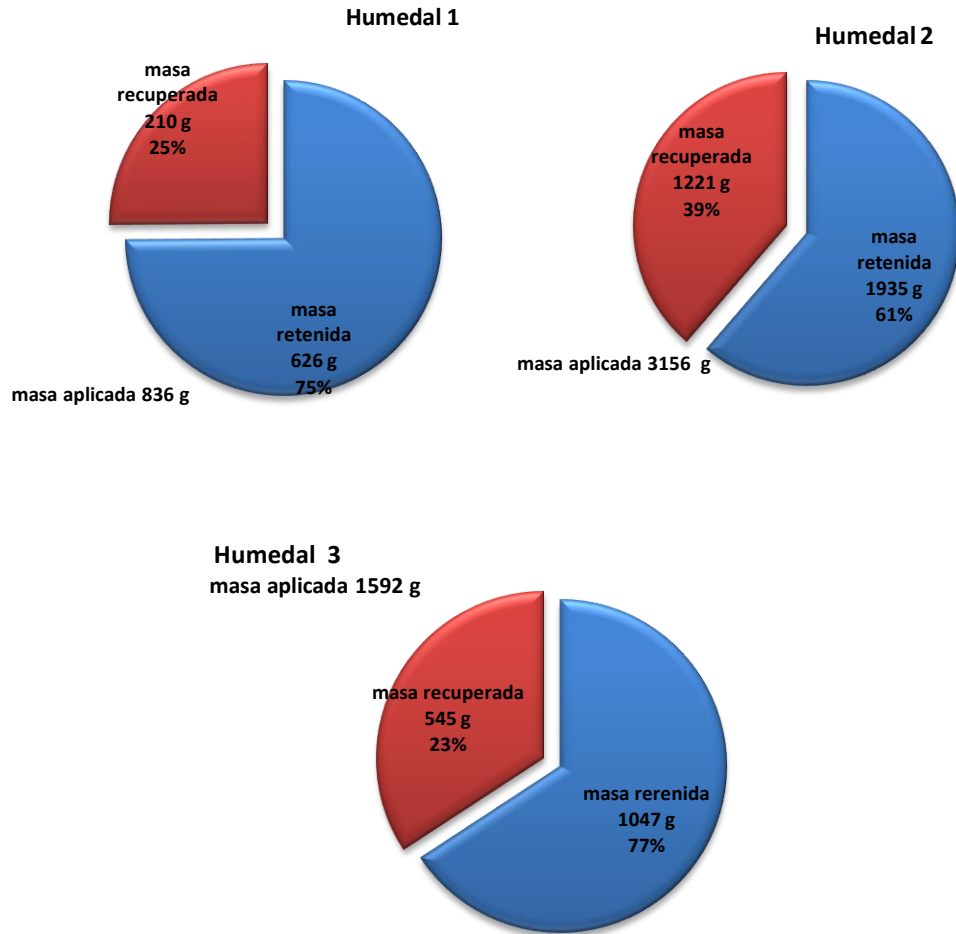 Humedal 1
masa
recuperada
210 g
25%
masa
retenida
626 g
75%
masa aplicada 836 g
Humedal 2
masa
recuperada
1221 g
39%
masa
retenida
1935 g
61%
masa aplicada 3156 g
Humedal 3
masa aplicada 1592 g
masa recuperada
545 g
23%
masa rerenida
1047 g
77%